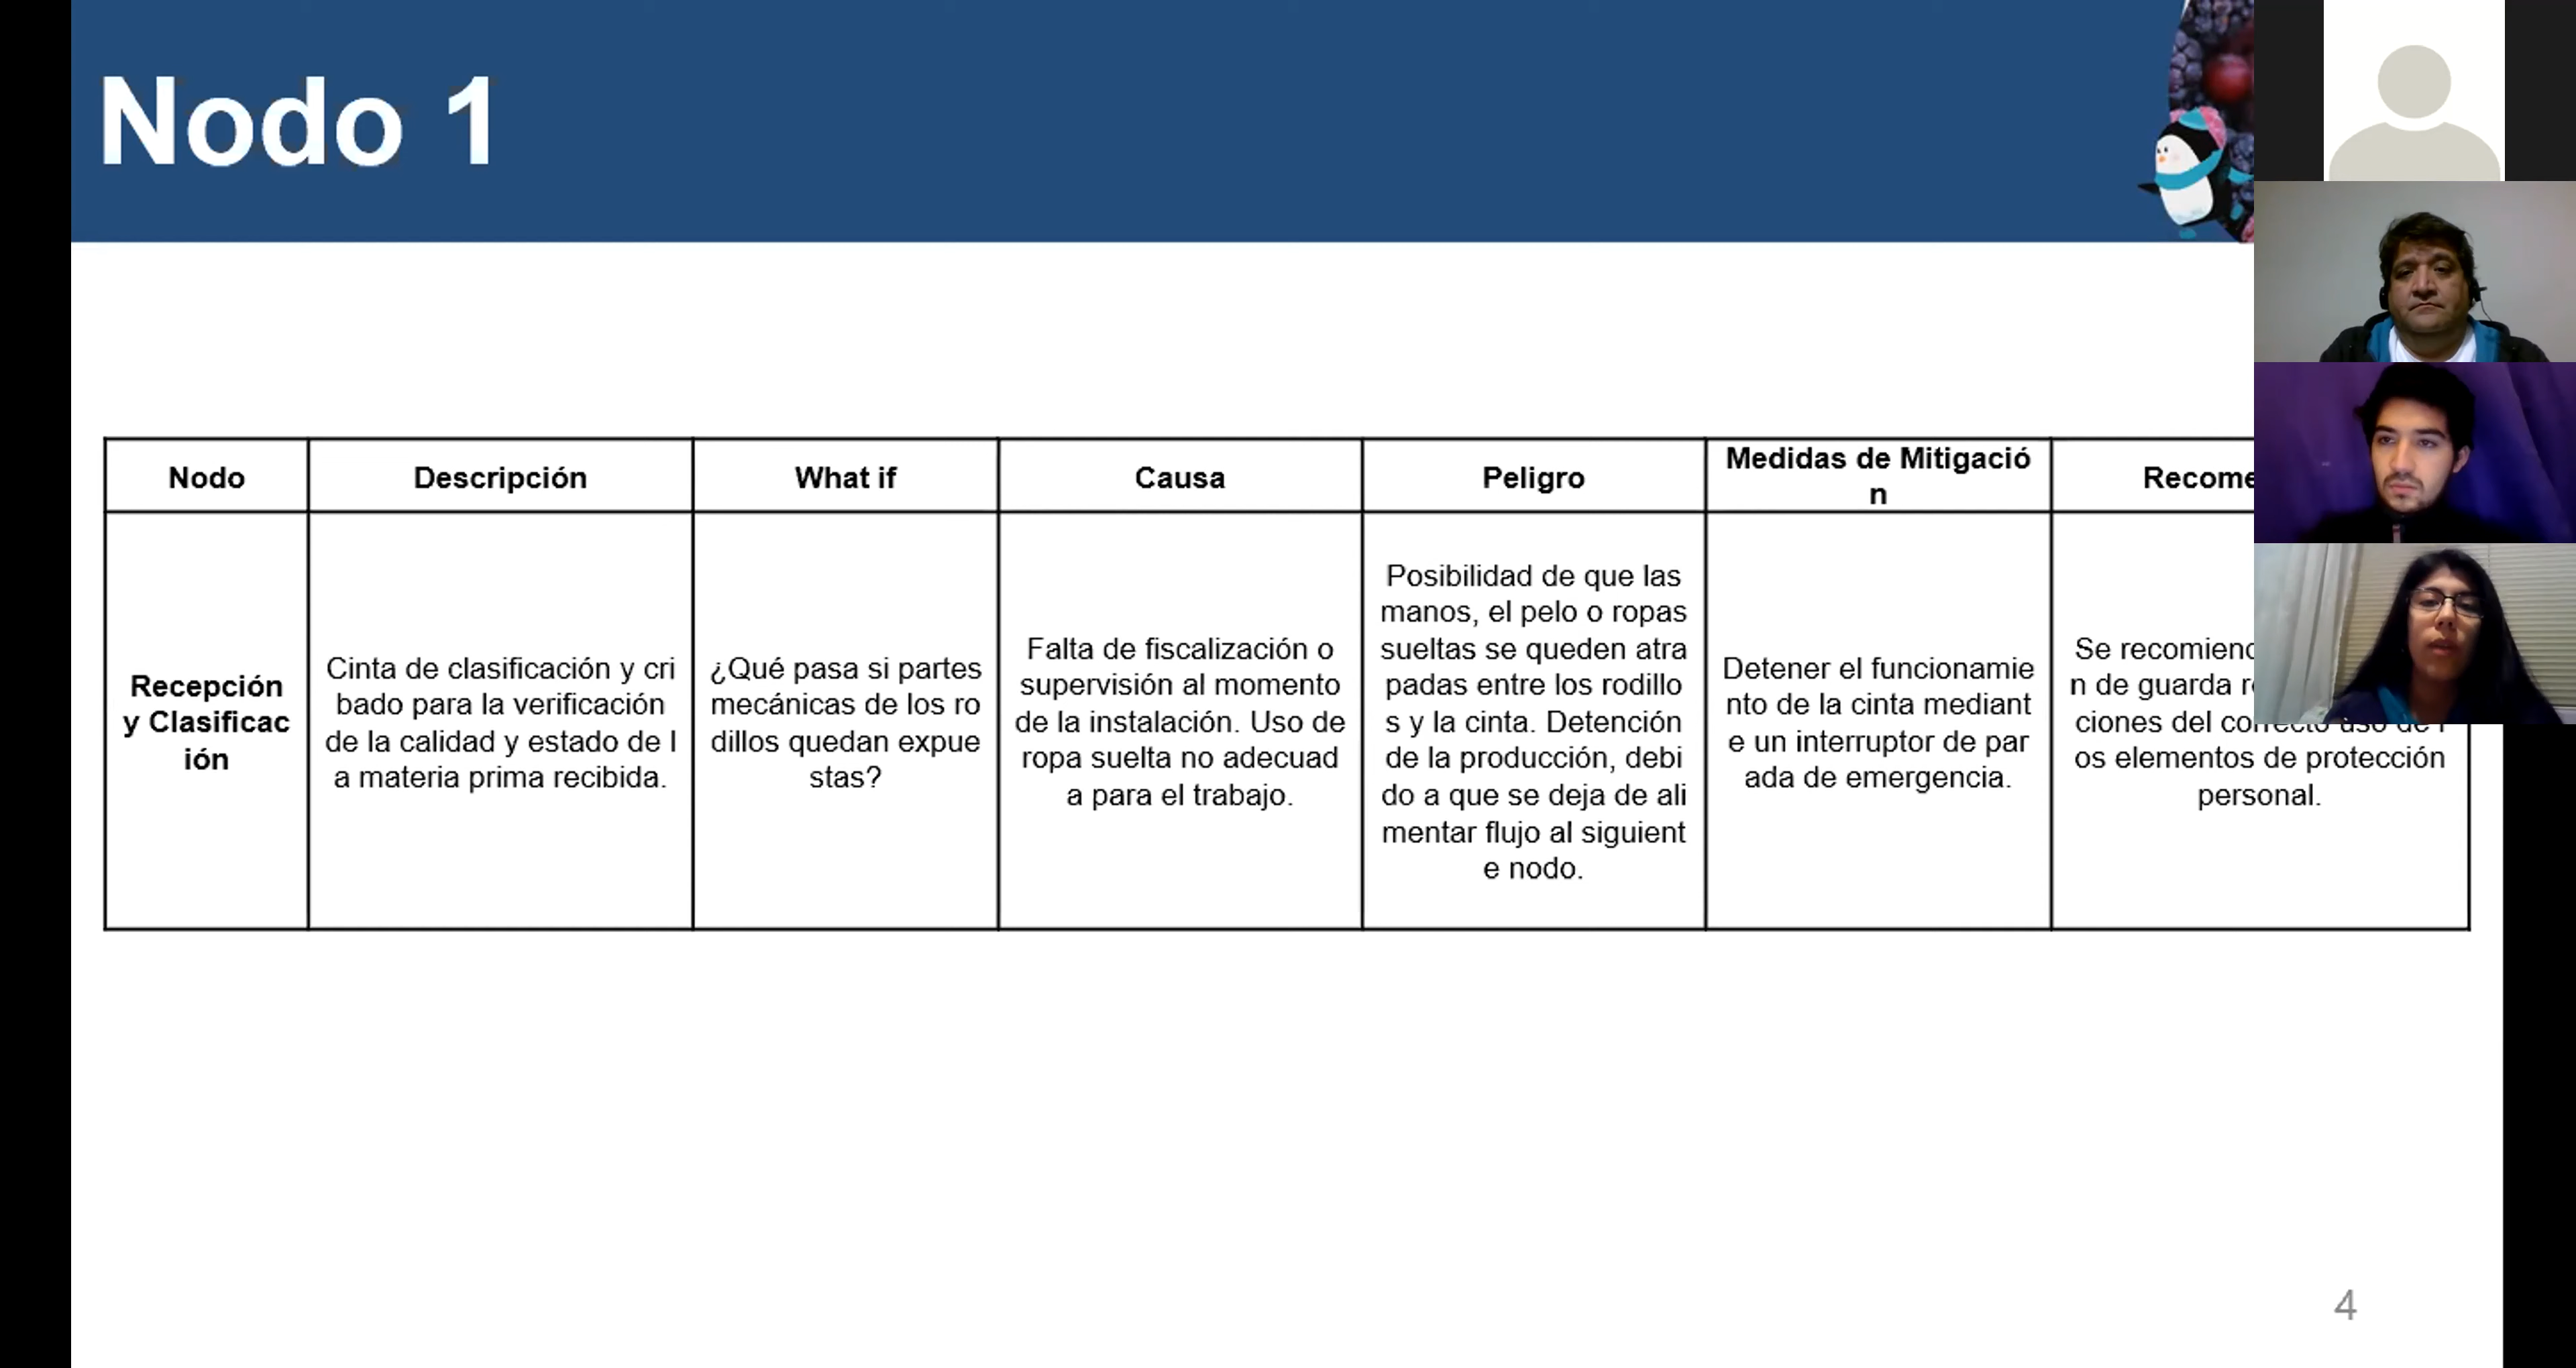 Nodo 1
Nodo
Descripción
What if
Causa
Peligro
Medidas de Mitigació
n
Recome
Recepción
y Clasificac
ión
Cinta de clasificación y cri
bado para la verificación
de la calidad y estado de l
a materia prima recibida.
¿Qué pasa si partes
mecánicas de los ro
dillos quedan expue
stas?
Falta de fiscalización o
supervisión al momento
de la instalación. Uso de
ropa suelta no adecuad
a para el trabajo.
Posibilidad de que las
manos, el pelo o ropas
sueltas se queden atra
padas entre los rodillo
s y la cinta. Detención
de la producción, debi
do a que se deja de ali
mentar flujo al siguient
e nodo.
Detener el funcionamie
nto de la cinta mediant
e un interruptor de par
ada de emergencia.
Se recomien
n de guarda
ciones del correcto uso de l
os elementos de protección
personal.
4